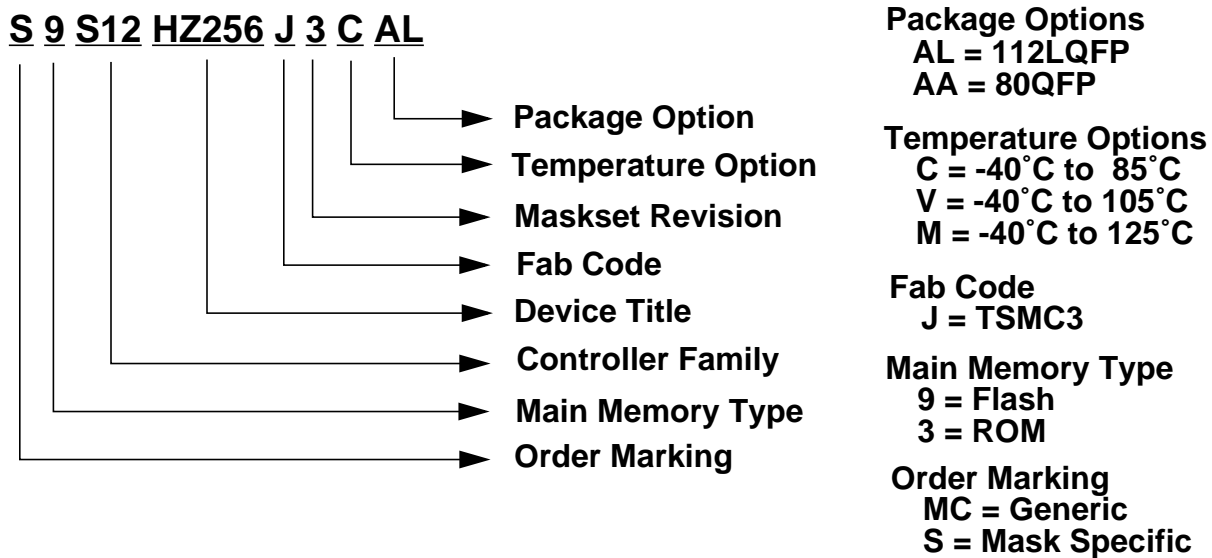 S 9 S12 HZ256 J 3 C AL
Package Option
Temperature Option
Maskset Revision
Fab Code
Device Title
Controller Family
Main Memory Type
Order Marking
Package Options
AL = 112LQFP
AA = 80QFP
Temperature Options
C = -40˚C to 85˚C
V = -40˚C to 105˚C
M = -40˚C to 125˚C
Fab Code
J = TSMC3
Main Memory Type
9 = Flash
3 = ROM
Order Marking
MC = Generic
S = Mask Specific